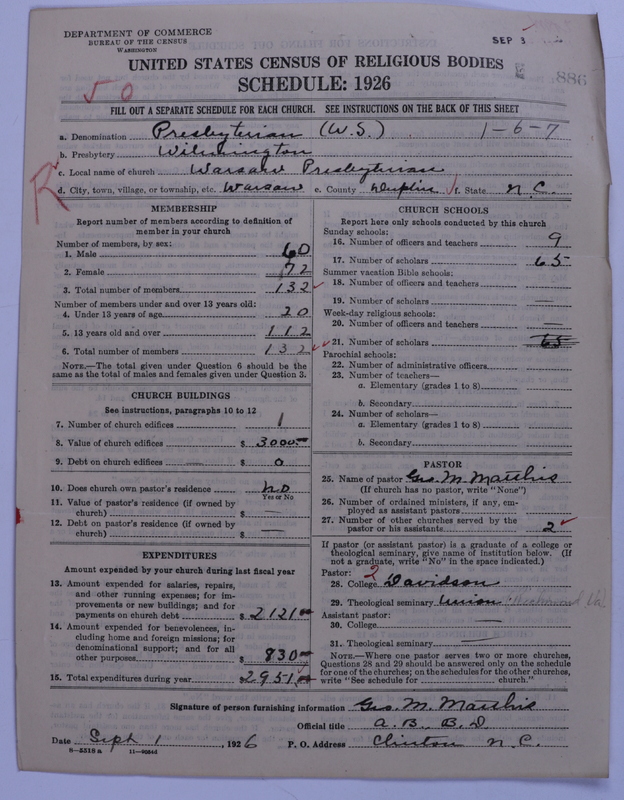 DEPARTMENT OF COMMERCE
BUREAU OF THE CENSUS
WASHINGTON
SEP 3
UNITED STATES CENSUS OF RELIGIOUS BODIES
SCHEDULE: 1926
886
50
FILL OUT A SEPARATE SCHEDULE FOR EACH CHURCH. SEE INSTRUCTIONS ON THE BACK OF THIS SHEET
a. Denomination Presbyterian (U.S.) 1-6-7
b. Presbytery Wilmington
c. Local name of church Warsaw Presbyterian
R
d. City, town, village, or township, etc. Warsaw e. County Duplin f. State N.C.
MEMBERSHIP
Report number of members according to definition of
member in your church
Number of members, by sex:
1. Male 60
2. Female 72
3. Total number of members 132
Number of members under and over 13 years old:
4. Under 13 years of age 20
5. 13 years old and over 112
6. Total number of members 132
NOTE.—The total given under Question 6 should be
same as the total of males and females given under Question 3.
CHURCH BUILDINGS
See instructions, paragraphs 10 to 12
7. Number of church edifices 1
8. Value of church edifices $ 3000.00
9. Debt on church edifices $ 0
10. Does church own pastor's residence no
Yes or No
11. Value of pastor's residence (if owned by
church) $ —
12. Debt on pastor's residence (if owned by
church) $ —
EXPENDITURES
Amount expended by your church during last fiscal year
13. Amount expended for salaries, repairs,
and other running expenses; for im-
provements or new buildings; and for
payments on church debt $ 2121.00
14. Amount expended for benevolences, in-
cluding home and foreign missions; for
denominational support; and for all
other purposes $ 830.00
15. Total expenditures during year $ 2951.00
CHURCH SCHOOLS
Report here only schools conducted by this church
Sunday schools:
16. Number of officers and teachers 9
17. Number of scholars 65
Summer vacation Bible schools:
18. Number of officers and teachers
19. Number of scholars —
Week-day religious schools:
20. Number of officers and teachers —
21. Number of scholars 65
Parochial schools:
22. Number of administrative officers
23. Number of teachers—
a. Elementary (grades 1 to 8)
b. Secondary
24. Number of scholars—
a. Elementary (grades 1 to 8)
b. Secondary
PASTOR
25. Name of pastor Geo. M. Matthis
(If church has no pastor, write "None")
26. Number of ordained ministers, if any, em-
ployed as assistant pastors
27. Number of other churches served by the
pastor or his assistants 2
If pastor (or assistant pastor) is a graduate of a college or
theological seminary, give name of institution below. (If
not a graduate, write "No" in the space indicated.)
Pastor: 2
28. College Davidson
29. Theological seminary Union (Richmond Va)
Assistant pastor:
30. College —
31. Theological seminary —
NOTE.—Where one pastor serves two or more churches,
Questions 28 and 29 should be answered only on the schedule
for one of the churches; on the schedules for the other churches,
write "See schedule for church."
Signature of person furnishing information Geo. M. Matthis
Official title A.B. B.D.
Date Sept 1, 1926 P. O. Address Clinton N.C.
8-5518a 11-9564d